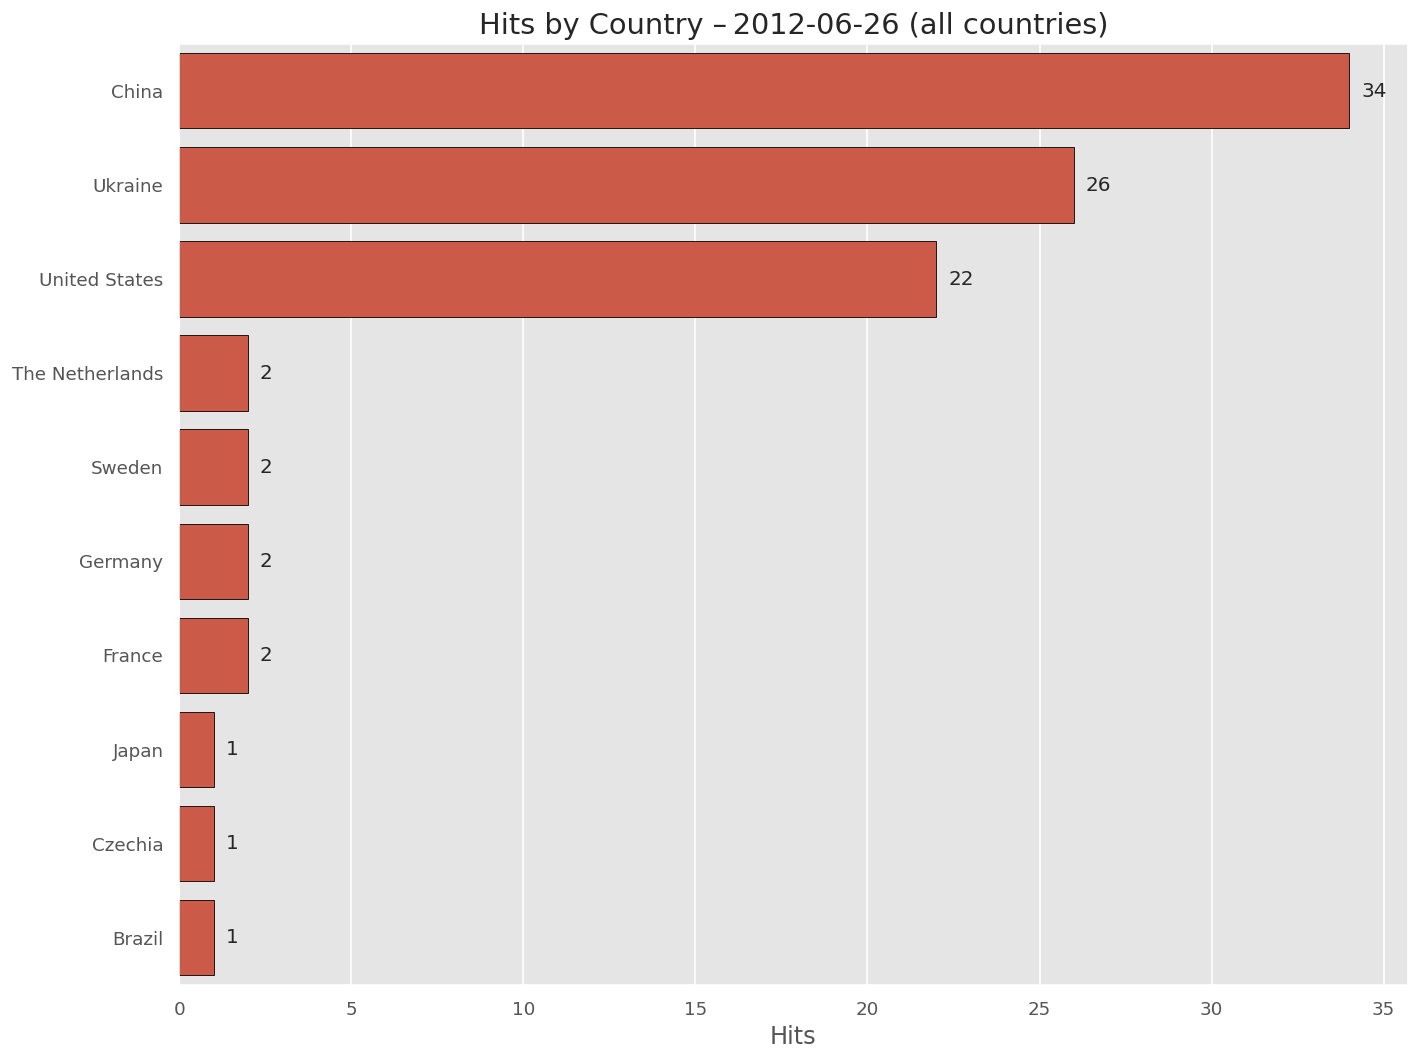 Hits by Country – 2012-06-26 (all countries)
China 34
Ukraine 26
United States 22
The Netherlands 2
Sweden 2
Germany 2
France 2
Japan 1
Czechia 1
Brazil 1
0 5 10 15 20 25 30 35
Hits